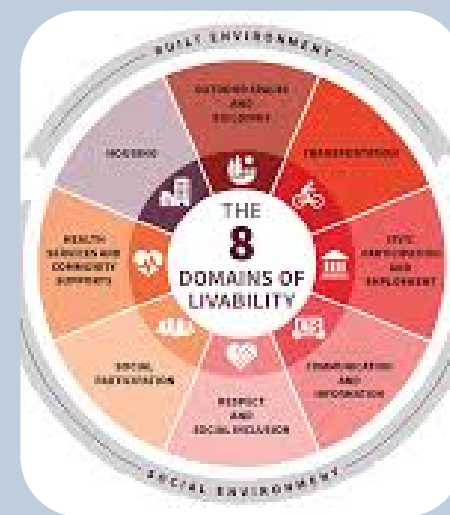 BUILT ENVIRONMENT
OUTDOOR SPACES
AND
BUILDINGS
TRANSPORTATION
CIVIC
PARTICIPATION
AND
EMPLOYMENT
COMMUNICATION
AND
INFORMATION
RESPECT
AND
SOCIAL INCLUSION
SOCIAL
PARTICIPATION
HEALTH
SERVICES AND
COMMUNITY
SUPPORTS
HOUSING
THE
8
DOMAINS OF
LIVABILITY
SOCIAL ENVIRONMENT